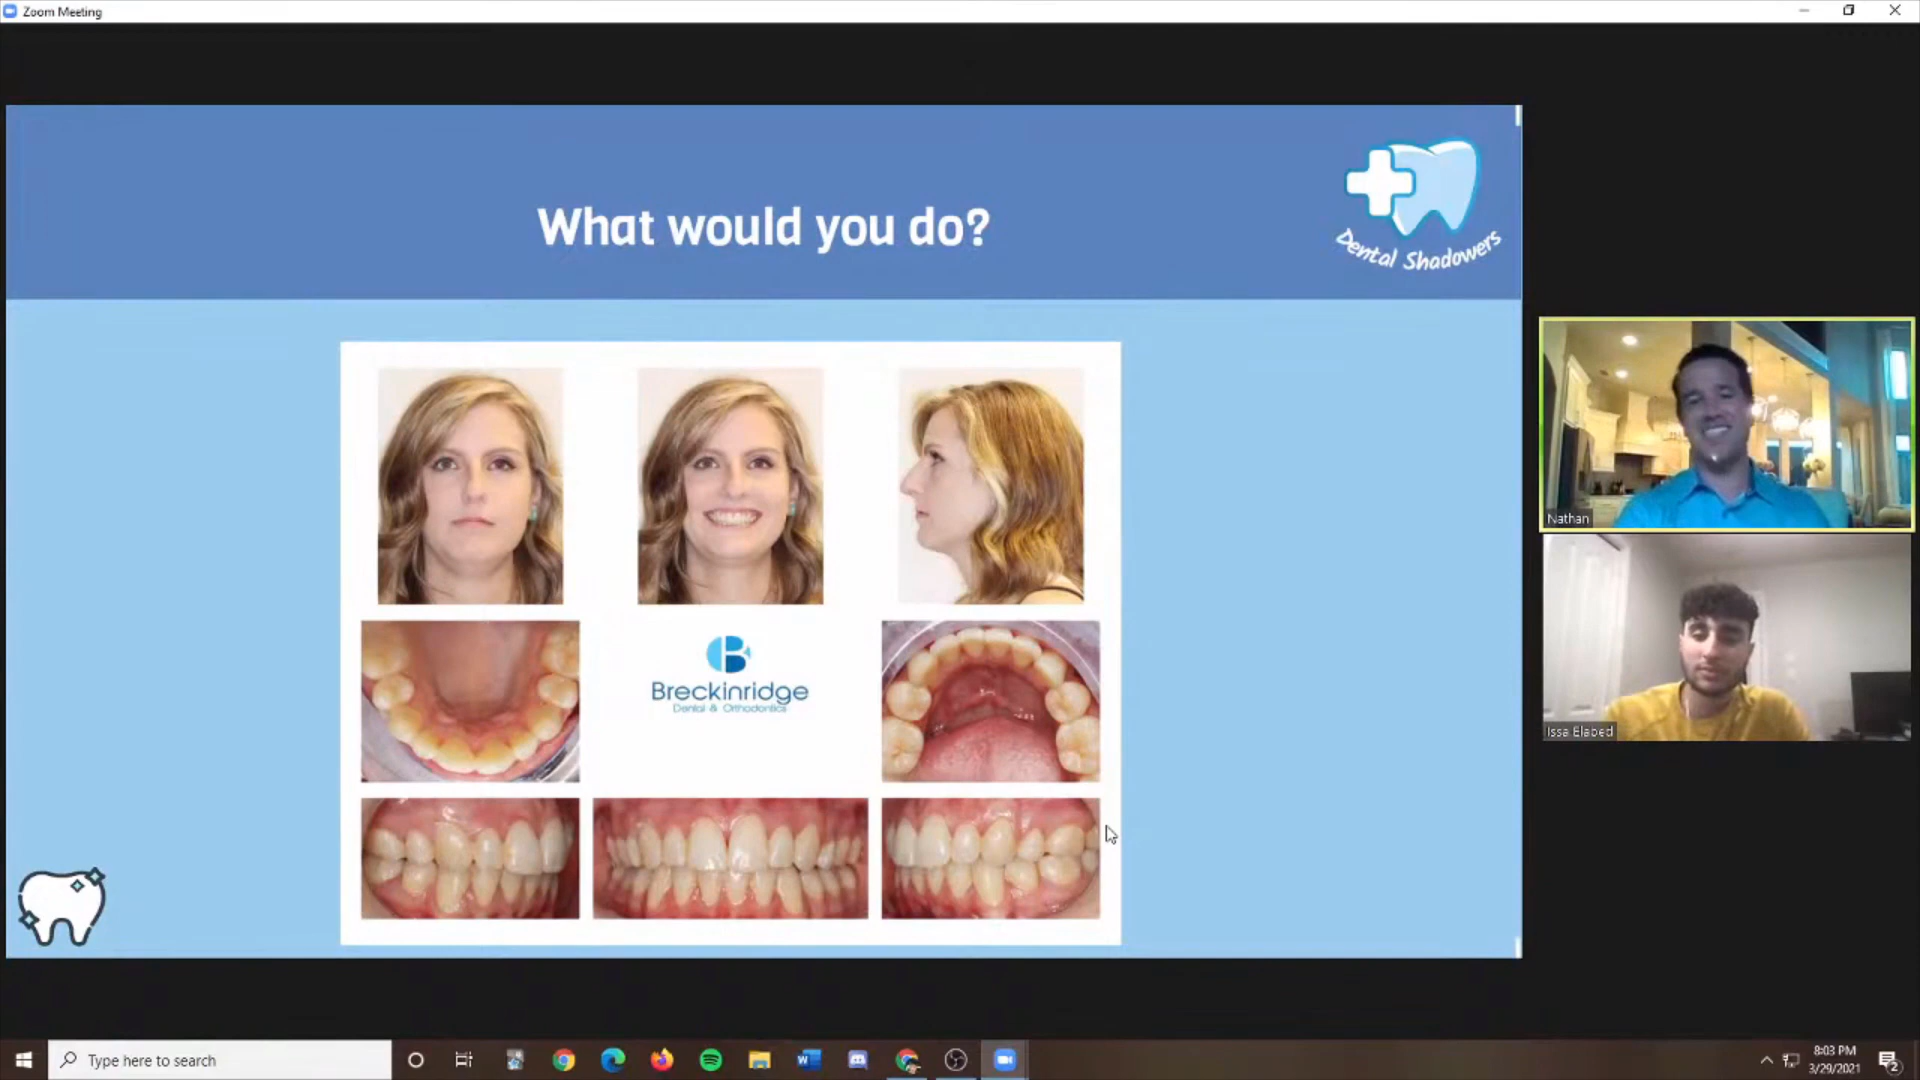 Zoom Meeting
What would you do?
Dental Shadowers
Breckinridge
Dental & Orthodontics
Nathan
Issa Elabed
Type here to search
8:03 PM
3/29/2021
2